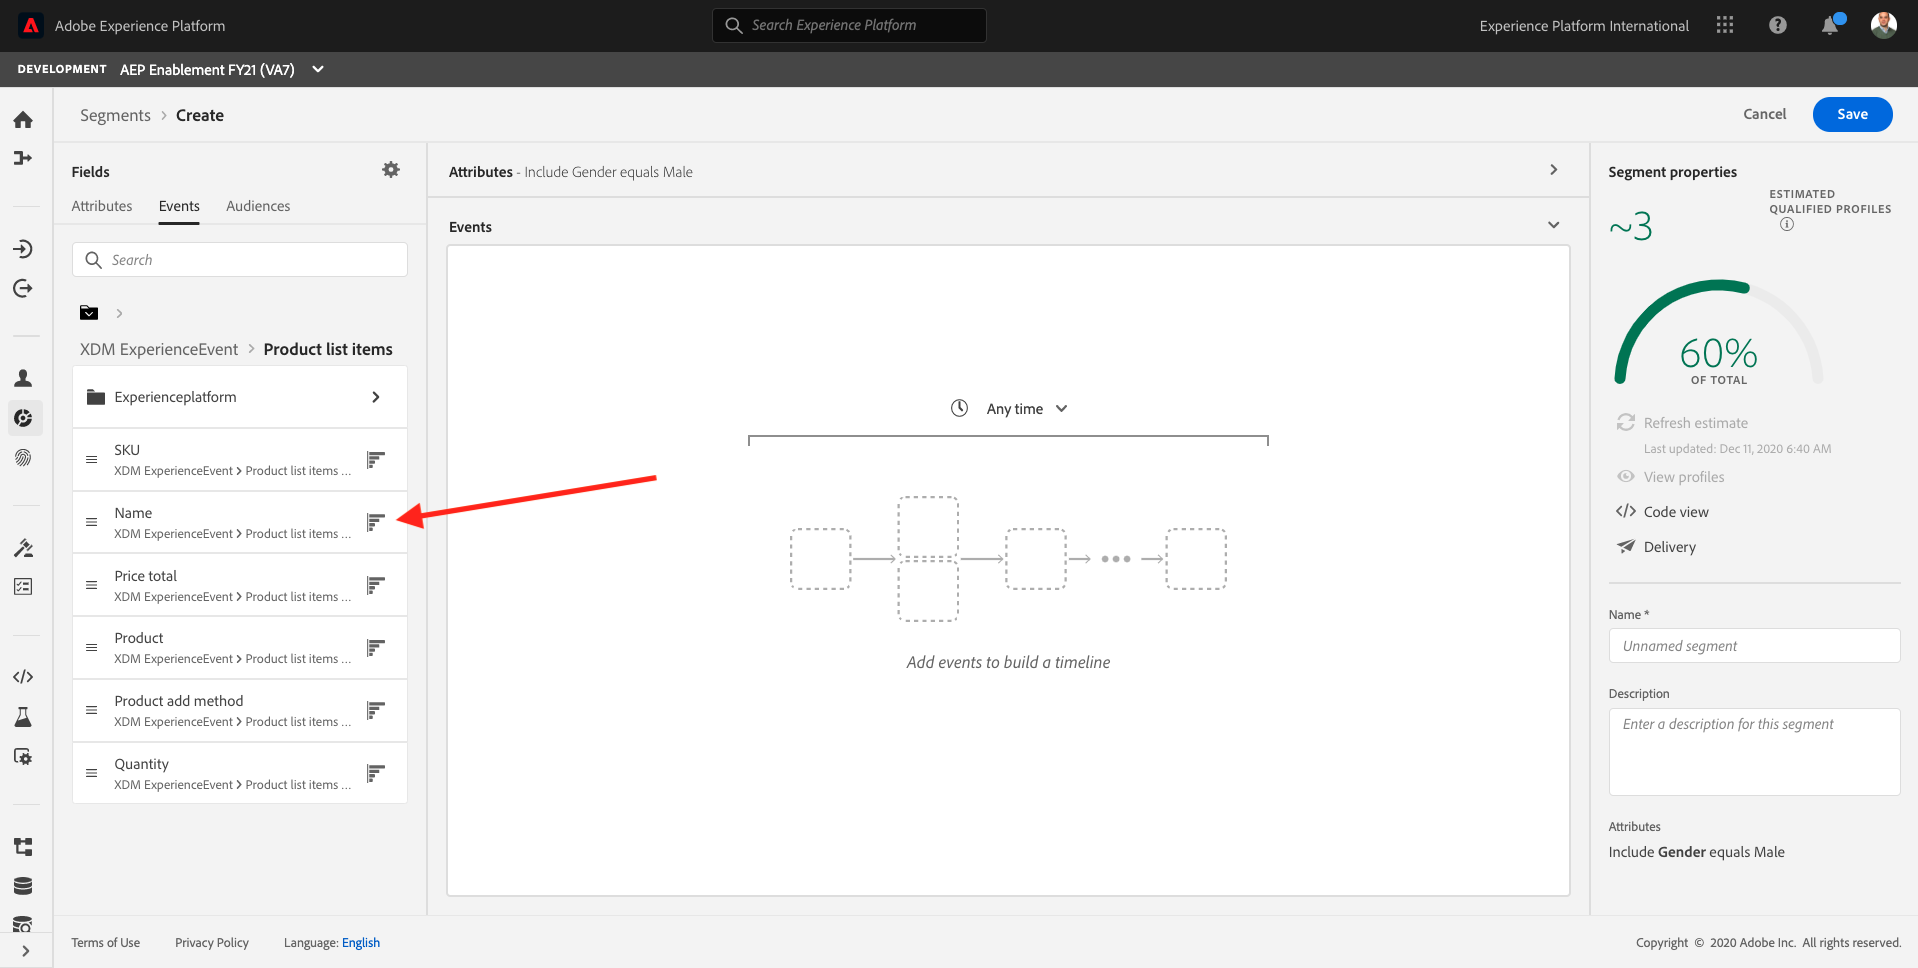 Adobe Experience Platform
Search Experience Platform
Experience Platform International
DEVELOPMENT AEP Enablement FY21 (VA7)
Segments > Create
Cancel
Save
Fields
Attributes Events Audiences
Search
XDM ExperienceEvent > Product list items
Experienceplatform
SKU
XDM ExperienceEvent > Product list items ...
Name
XDM ExperienceEvent > Product list items ...
Price total
XDM ExperienceEvent > Product list items ...
Product
XDM ExperienceEvent > Product list items ...
Product add method
XDM ExperienceEvent > Product list items ...
Quantity
XDM ExperienceEvent > Product list items ...
Attributes - Include Gender equals Male
Events
Any time
Add events to build a timeline
Segment properties
~3
ESTIMATED
QUALIFIED PROFILES
60%
OF TOTAL
Refresh estimate
Last updated: Dec 11, 2020 6:40 AM
View profiles
Code view
Delivery
Name *
Unnamed segment
Description
Enter a description for this segment
Attributes
Include Gender equals Male
Terms of Use Privacy Policy Language: English
Copyright © 2020 Adobe Inc. All rights reserved.